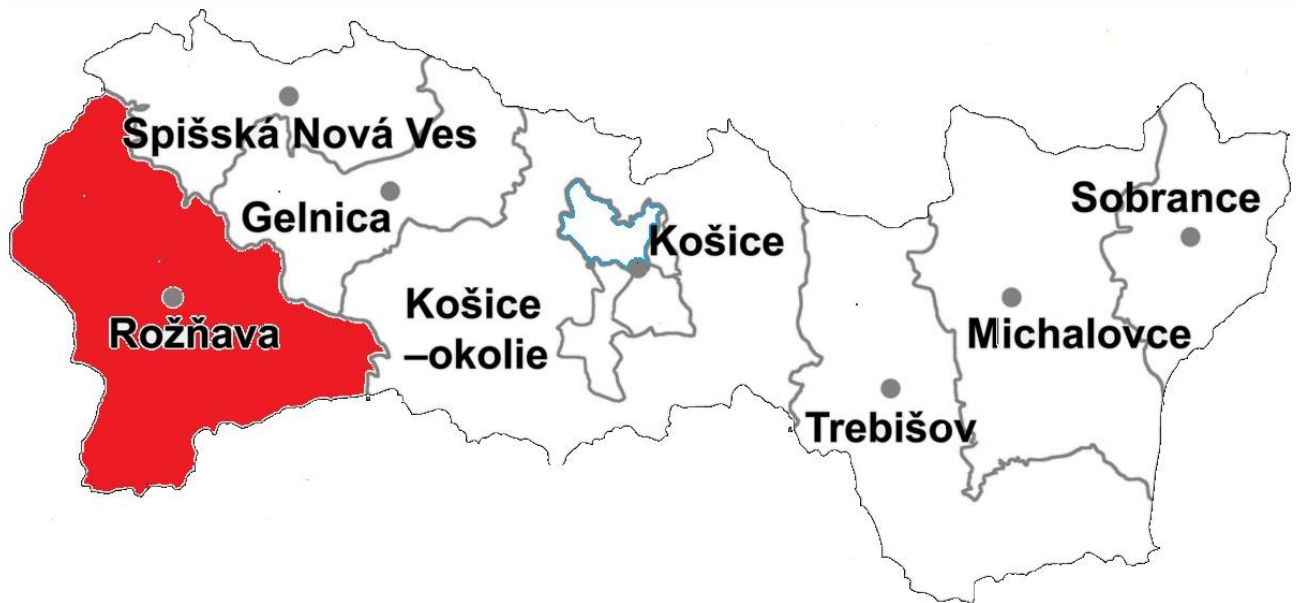 Spišská Nová Ves
Gelnica
Rožňava
Košice
–okolie
Košice
Trebišov
Michalovce
Sobrance